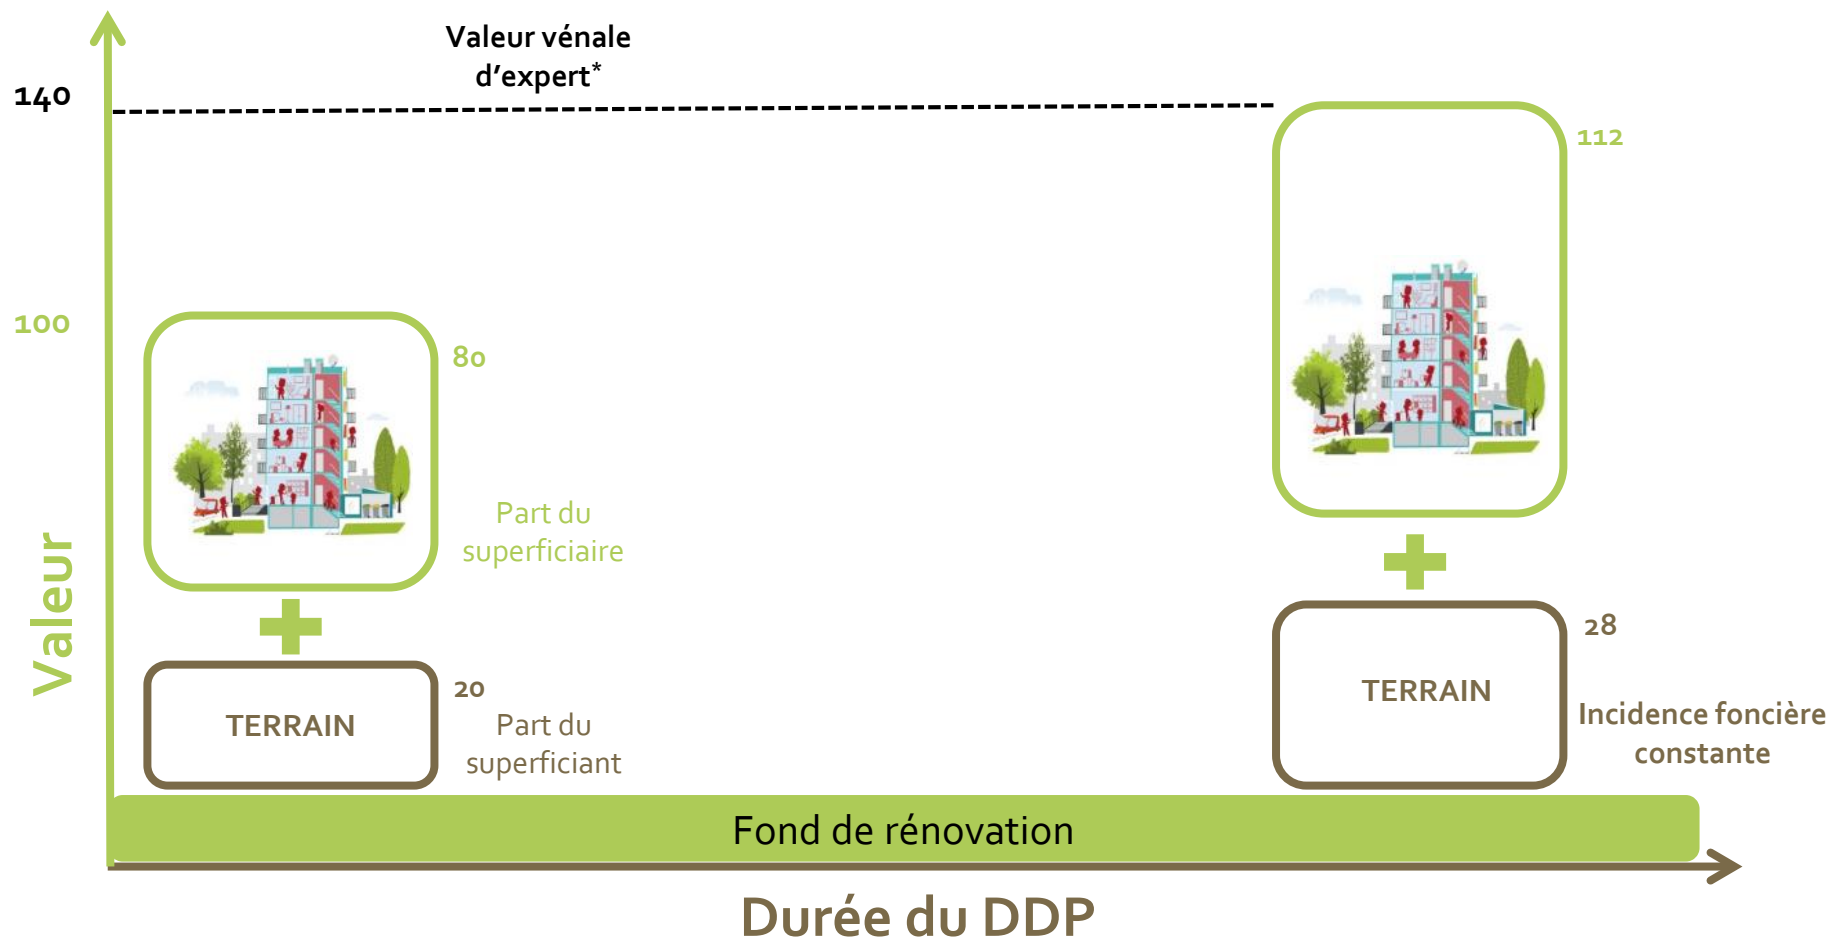 Valeur vénale
d’expert*
140
112
100
80
Part du
superficiaire
Valeur
28
20
TERRAIN
TERRAIN
Part du
superficiant
Incidence foncière
constante
Fond de rénovation
Durée du DDP